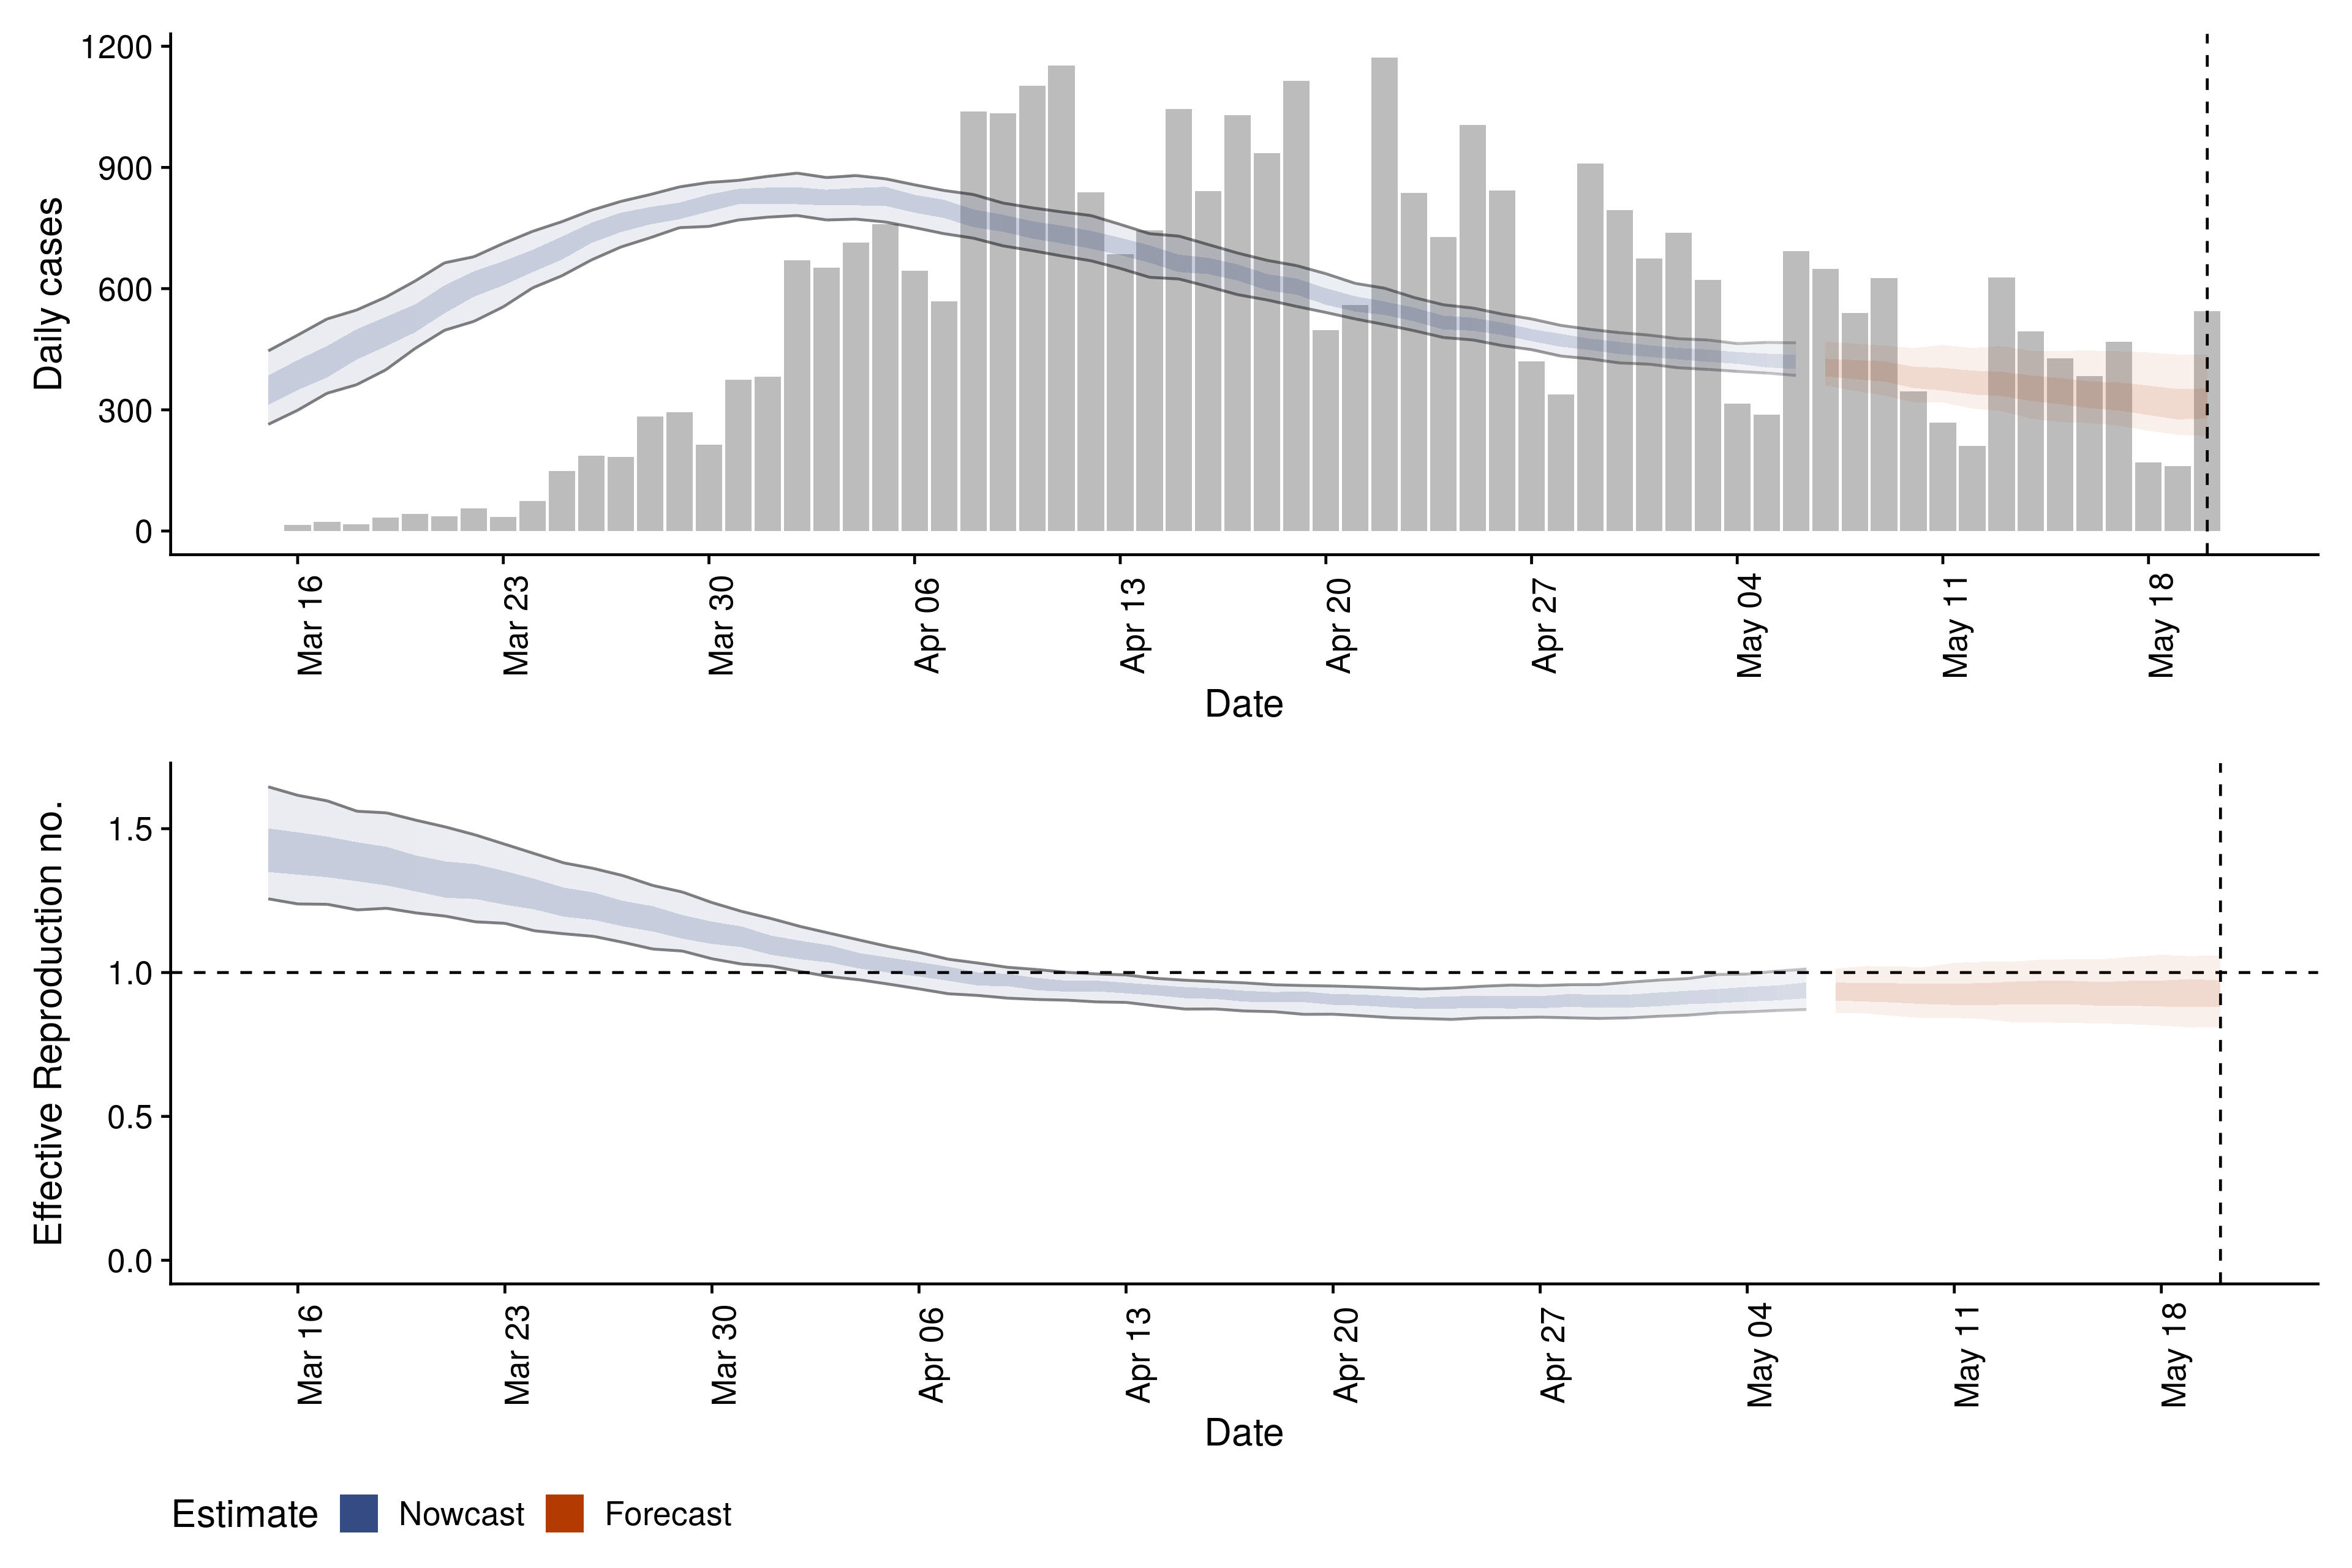 Daily cases
1200
900
600
300
0
Mar 16
Mar 23
Mar 30
Apr 06
Apr 13
Apr 20
Apr 27
May 04
May 11
May 18
Date
Effective Reproduction no.
1.5
1.0
0.5
0.0
Mar 16
Mar 23
Mar 30
Apr 06
Apr 13
Apr 20
Apr 27
May 04
May 11
May 18
Date
Estimate Nowcast Forecast